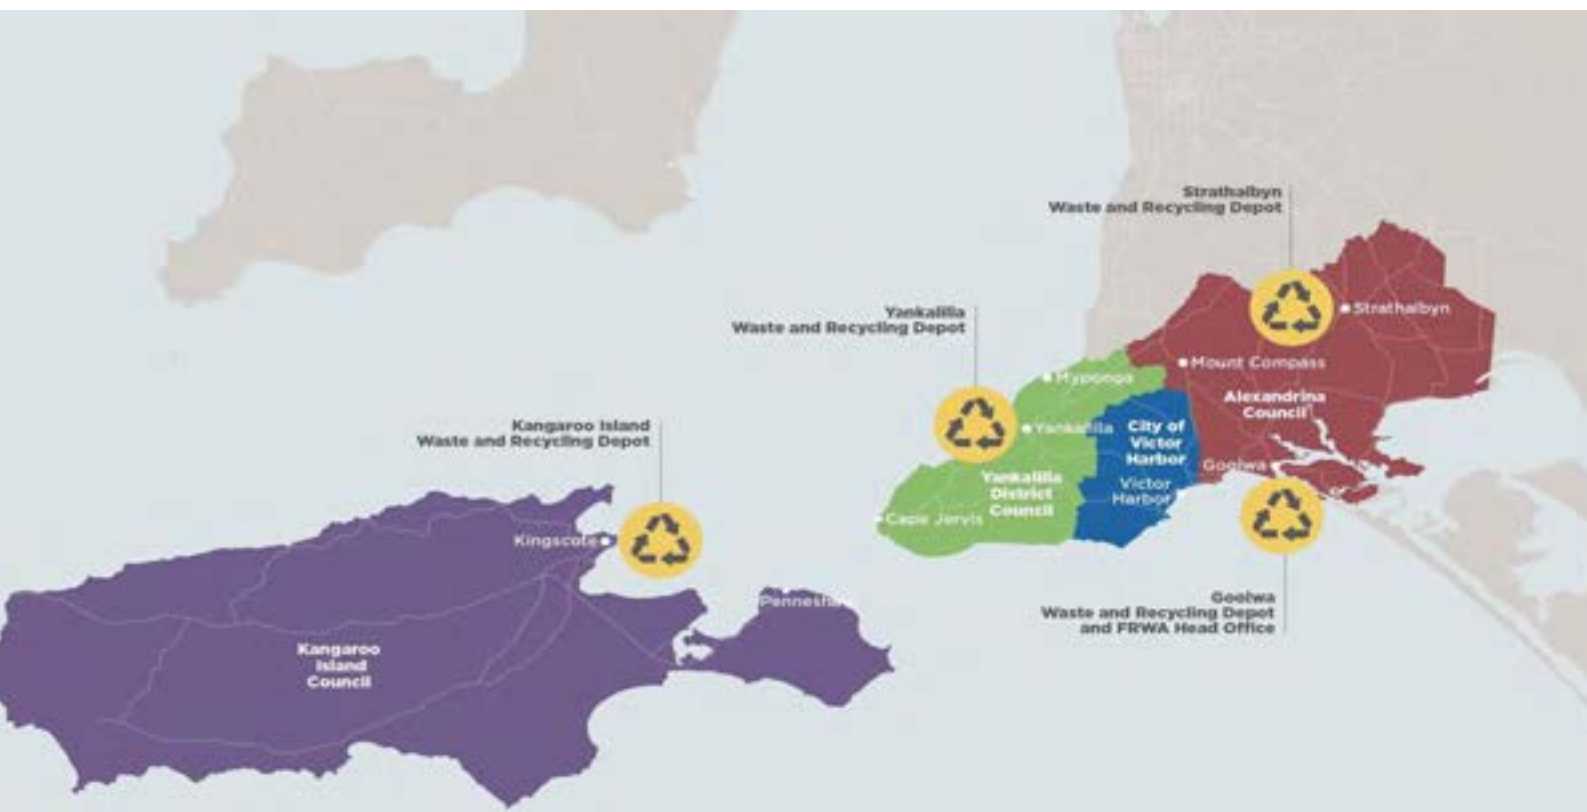 Strathalbyn
Waste and Recycling Depot
Yankalilla
Waste and Recycling Depot
Strathalbyn
Mount Compass
Myponga
Alexandrina
Council
Kangaroo Island
Waste and Recycling Depot
Yankalilla
City of
Victor
Harbor
Goolwa
Yankalilla
District
Council
Victor
Harbor
Cape Jervis
Kingscote
Goolwa
Waste and Recycling Depot
and FRWA Head Office
Penneshaw
Kangaroo
Island
Council